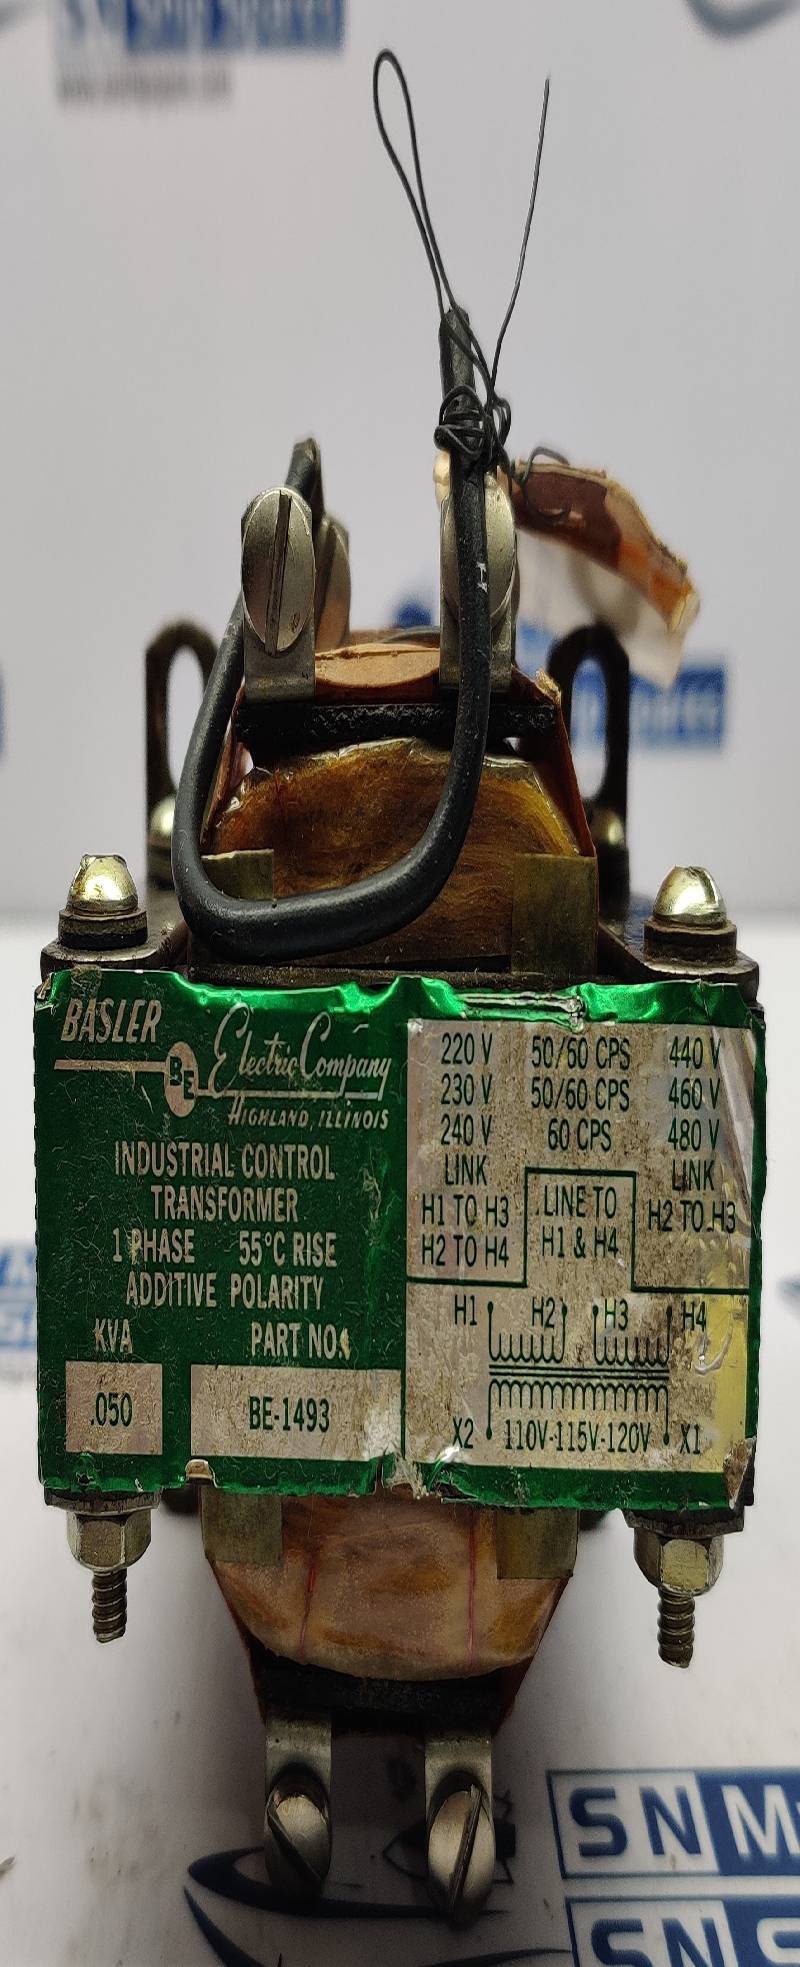 BASLER
BE
Electric Company
HIGHLAND, ILLINOIS
INDUSTRIAL CONTROL
TRANSFORMER
1 PHASE 55°C RISE
ADDITIVE POLARITY
KVA PART NO.
.050 BE-1493
220 V 50/60 CPS 440 V
230 V 50/60 CPS 460 V
240 V 60 CPS 480 V
LINK LINK
H1 TO H3 LINE TO H2 TO H3
H2 TO H4 H1 & H4
H1 H2 H3 H4
X2 110V-115V-120V X1
SN
SN